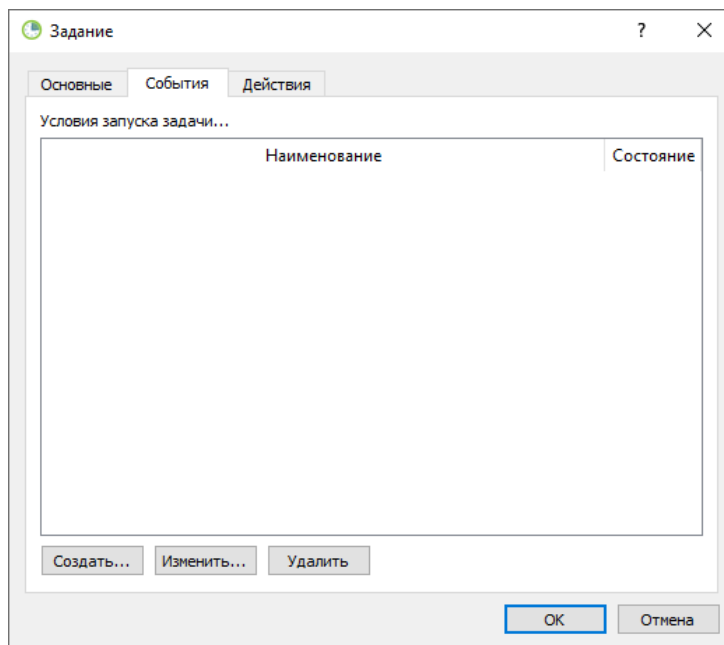 Задание
Основные События Действия
Условия запуска задачи...
Наименование Состояние
Создать... Изменить... Удалить
OK Отмена